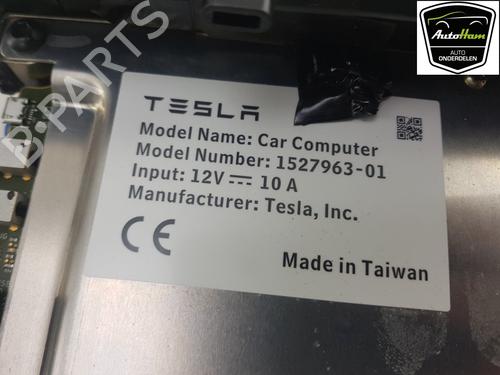 AutoHam
AUTO
ONDERDELEN
B-PARTS
TESLA
Model Name: Car Computer
Model Number: 1527963-01
Input: 12V⎓ 10 A
Manufacturer: Tesla, Inc.
CE
Made in Taiwan